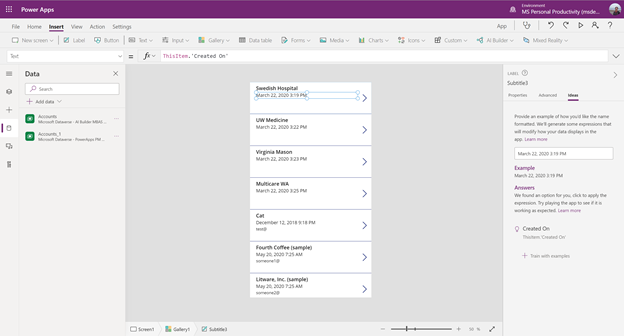 Power Apps
Environment
MS Personal Productivity (msde...
File Home Insert View Action Settings
App
New screen Label Button Text Input Gallery Data table Forms Media Charts Icons Custom AI Builder Mixed Reality
Text = fx ThisItem.'Created On'
Data
Search
Add data
Accounts
Microsoft Dataverse - AI Builder MBAS ...
Accounts_1
Microsoft Dataverse - PowerApps PM ...
Swedish Hospital
March 22, 2020 3:19 PM
UW Medicine
March 22, 2020 3:22 PM
Virginia Mason
March 22, 2020 3:23 PM
Multicare WA
March 22, 2020 3:25 PM
Cat
December 12, 2018 9:18 PM
test@
Fourth Coffee (sample)
May 20, 2020 7:25 AM
someone1@
Litware, Inc. (sample)
May 20, 2020 7:25 AM
someone2@
LABEL
Subtitle3
Properties Advanced Ideas
Provide an example of how you'd like the name
formatted. We'll generate some expressions that
will modify how your data displays in the
app. Learn more
March 22, 2020 3:19 PM
Example
March 22, 2020 3:19 PM
Answers
We found an option for you, click to apply the
expression. Try playing the app to see if it is
working as expected. Learn more
Created On
ThisItem.'Created On'
Train with examples
Screen1 Gallery1 Subtitle3
50 %